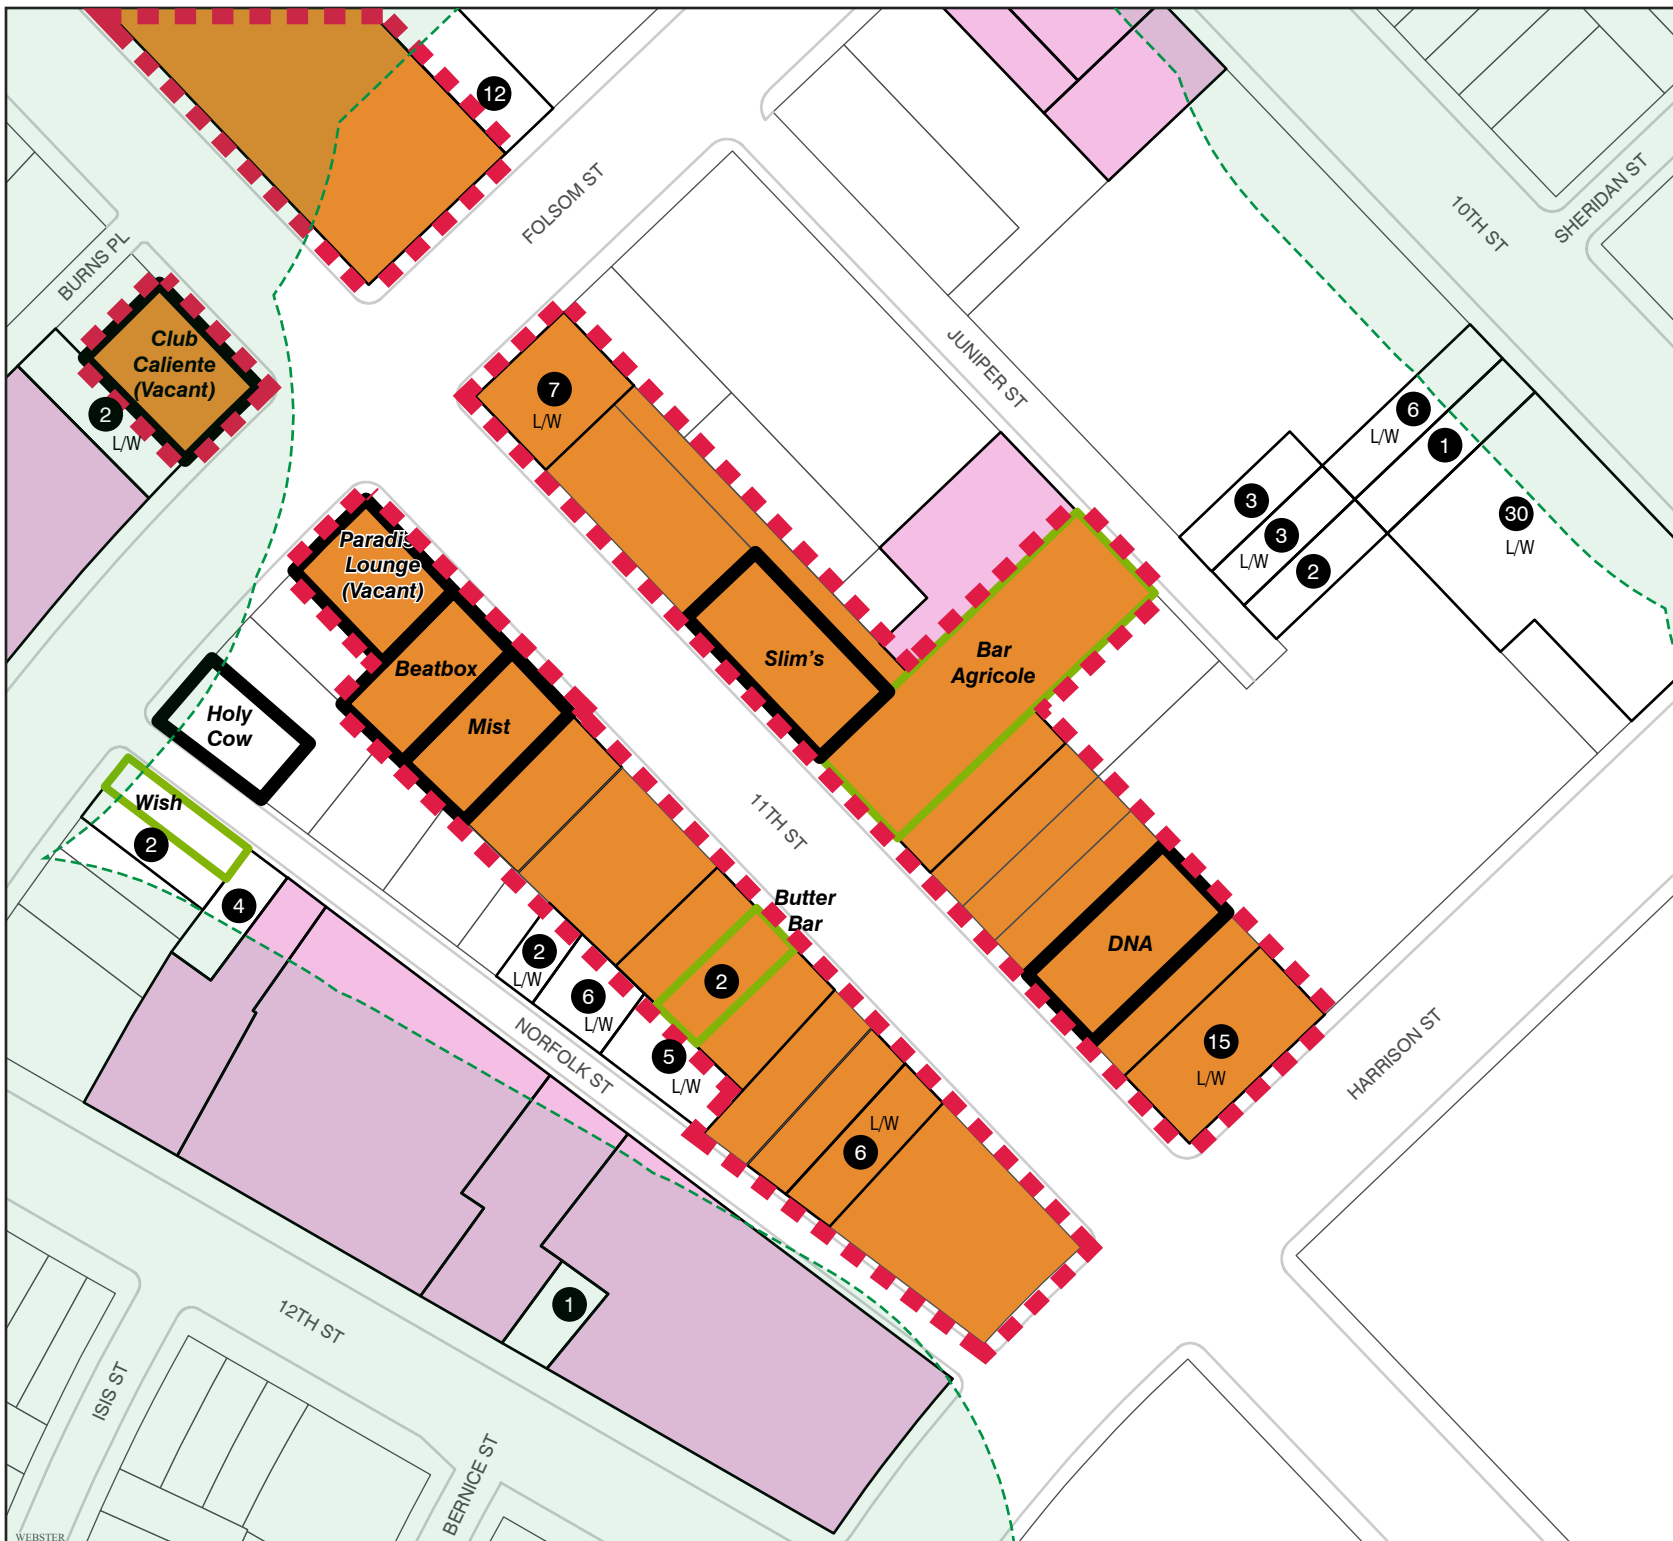 12
FOLSOM ST
10TH ST
SHERIDAN ST
BURNS PL
Club
Caliente
(Vacant)
2
L/W
7
L/W
JUNIPER ST
6
L/W
1
3
3
L/W
2
30
L/W
Paradise
Lounge
(Vacant)
Beatbox
Mist
Slim's
Bar
Agricole
Holy
Cow
Wish
2
4
11TH ST
Butter
Bar
2
2
L/W
6
L/W
5
L/W
NORFOLK ST
DNA
15
L/W
HARRISON ST
L/W
6
1
12TH ST
ISIS ST
BERNICE ST
WEBSTER